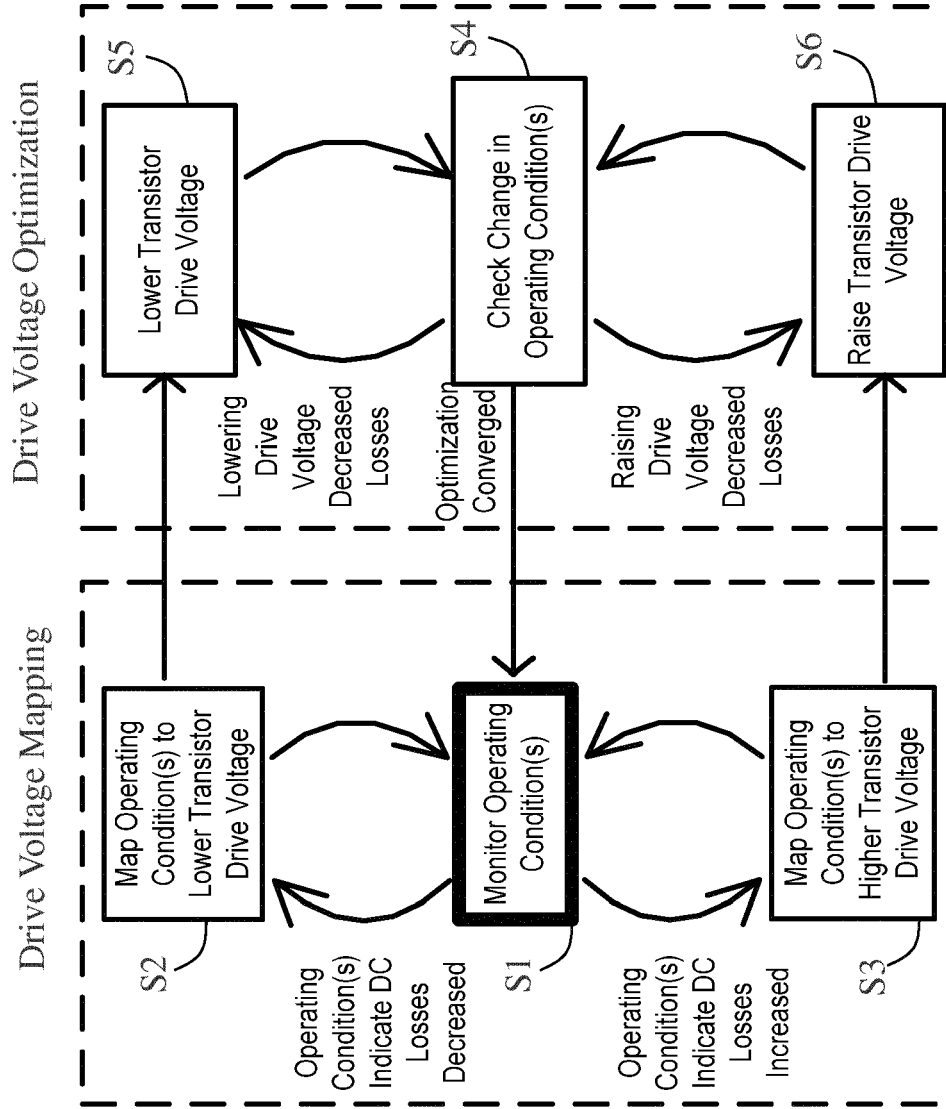 Drive Voltage Mapping
Drive Voltage Optimization
S2
Map Operating
Condition(s) to
Lower Transistor
Drive Voltage
Lower Transistor
Drive Voltage
S5
Operating
Condition(s)
Indicate DC
Losses
Decreased
Lowering
Drive
Voltage
Decreased
Losses
S1
Monitor Operating
Condition(s)
Optimization
Converged
Check Change in
Operating Condition(s)
S4
Operating
Condition(s)
Indicate DC
Losses
Increased
Raising
Drive
Voltage
Decreased
Losses
S3
Map Operating
Condition(s) to
Higher Transistor
Drive Voltage
Raise Transistor Drive
Voltage
S6